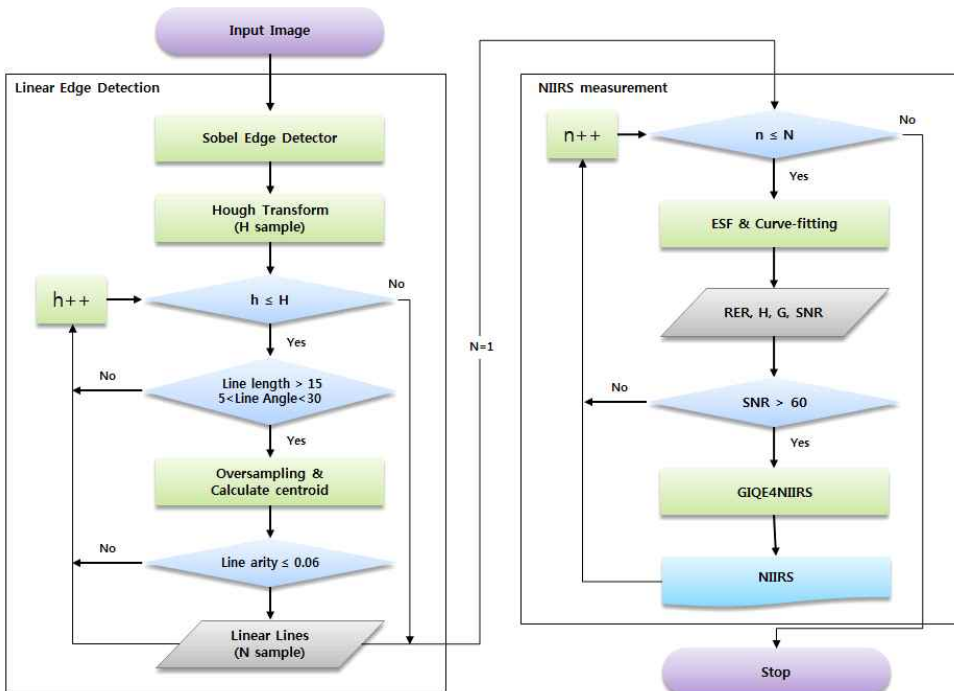 Input Image
Linear Edge Detection
Sobel Edge Detector
Hough Transform
(H sample)
h++
h ≤ H
No
Yes
No
Line length > 15
5<Line Angle<30
Yes
Oversampling &
Calculate centroid
No
Line arity ≤ 0.06
Linear Lines
(N sample)
N=1
NIIRS measurement
n++
n ≤ N
No
Yes
ESF & Curve-fitting
RER, H, G, SNR
No
SNR > 60
Yes
GIQE4NIIRS
NIIRS
Stop